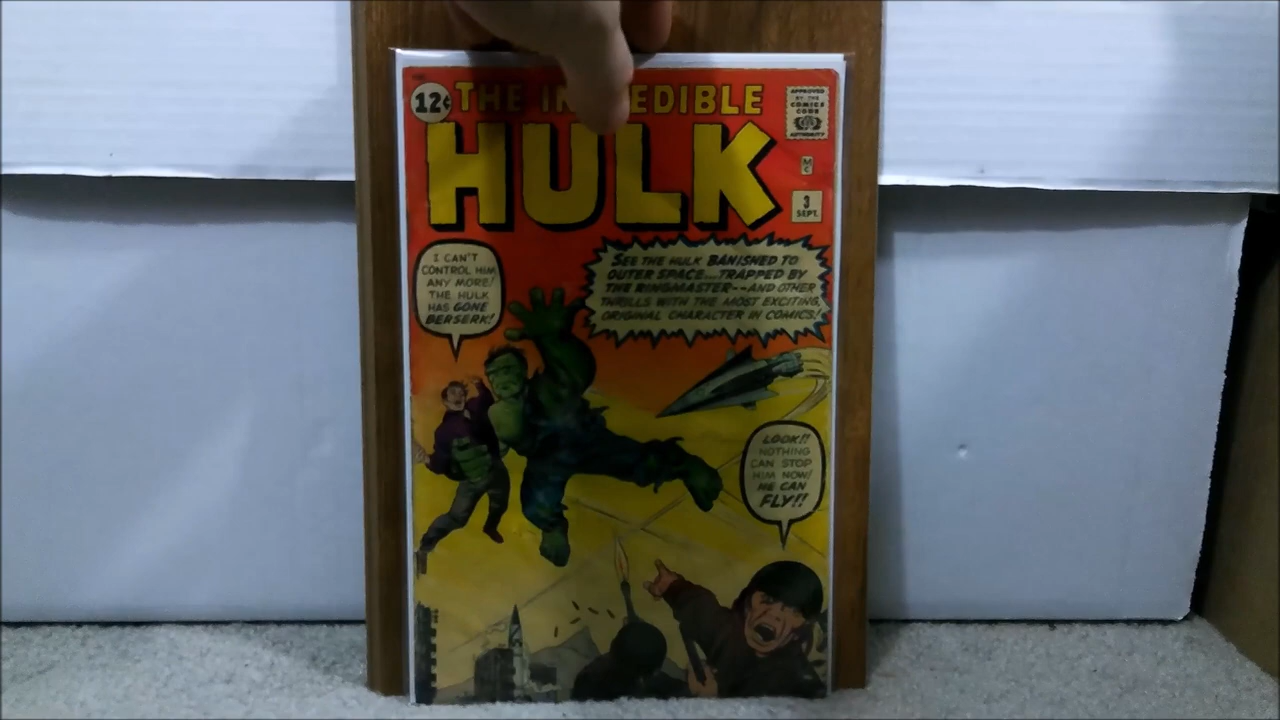 12¢
THE IN EDIBLE
HULK
APPROVED
BY THE
COMICS
CODE
AUTHORITY
M
C
3
SEPT.
I CAN'T
CONTROL HIM
ANY MORE!
THE HULK
HAS GONE
BERSERK!
SEE THE HULK BANISHED TO
OUTER SPACE...TRAPPED BY
THE RINGMASTER--AND OTHER
THRILLS WITH THE MOST EXCITING,
ORIGINAL CHARACTER IN COMICS!
LOOK!!
NOTHING
CAN STOP
HIM NOW!
HE CAN
FLY!!